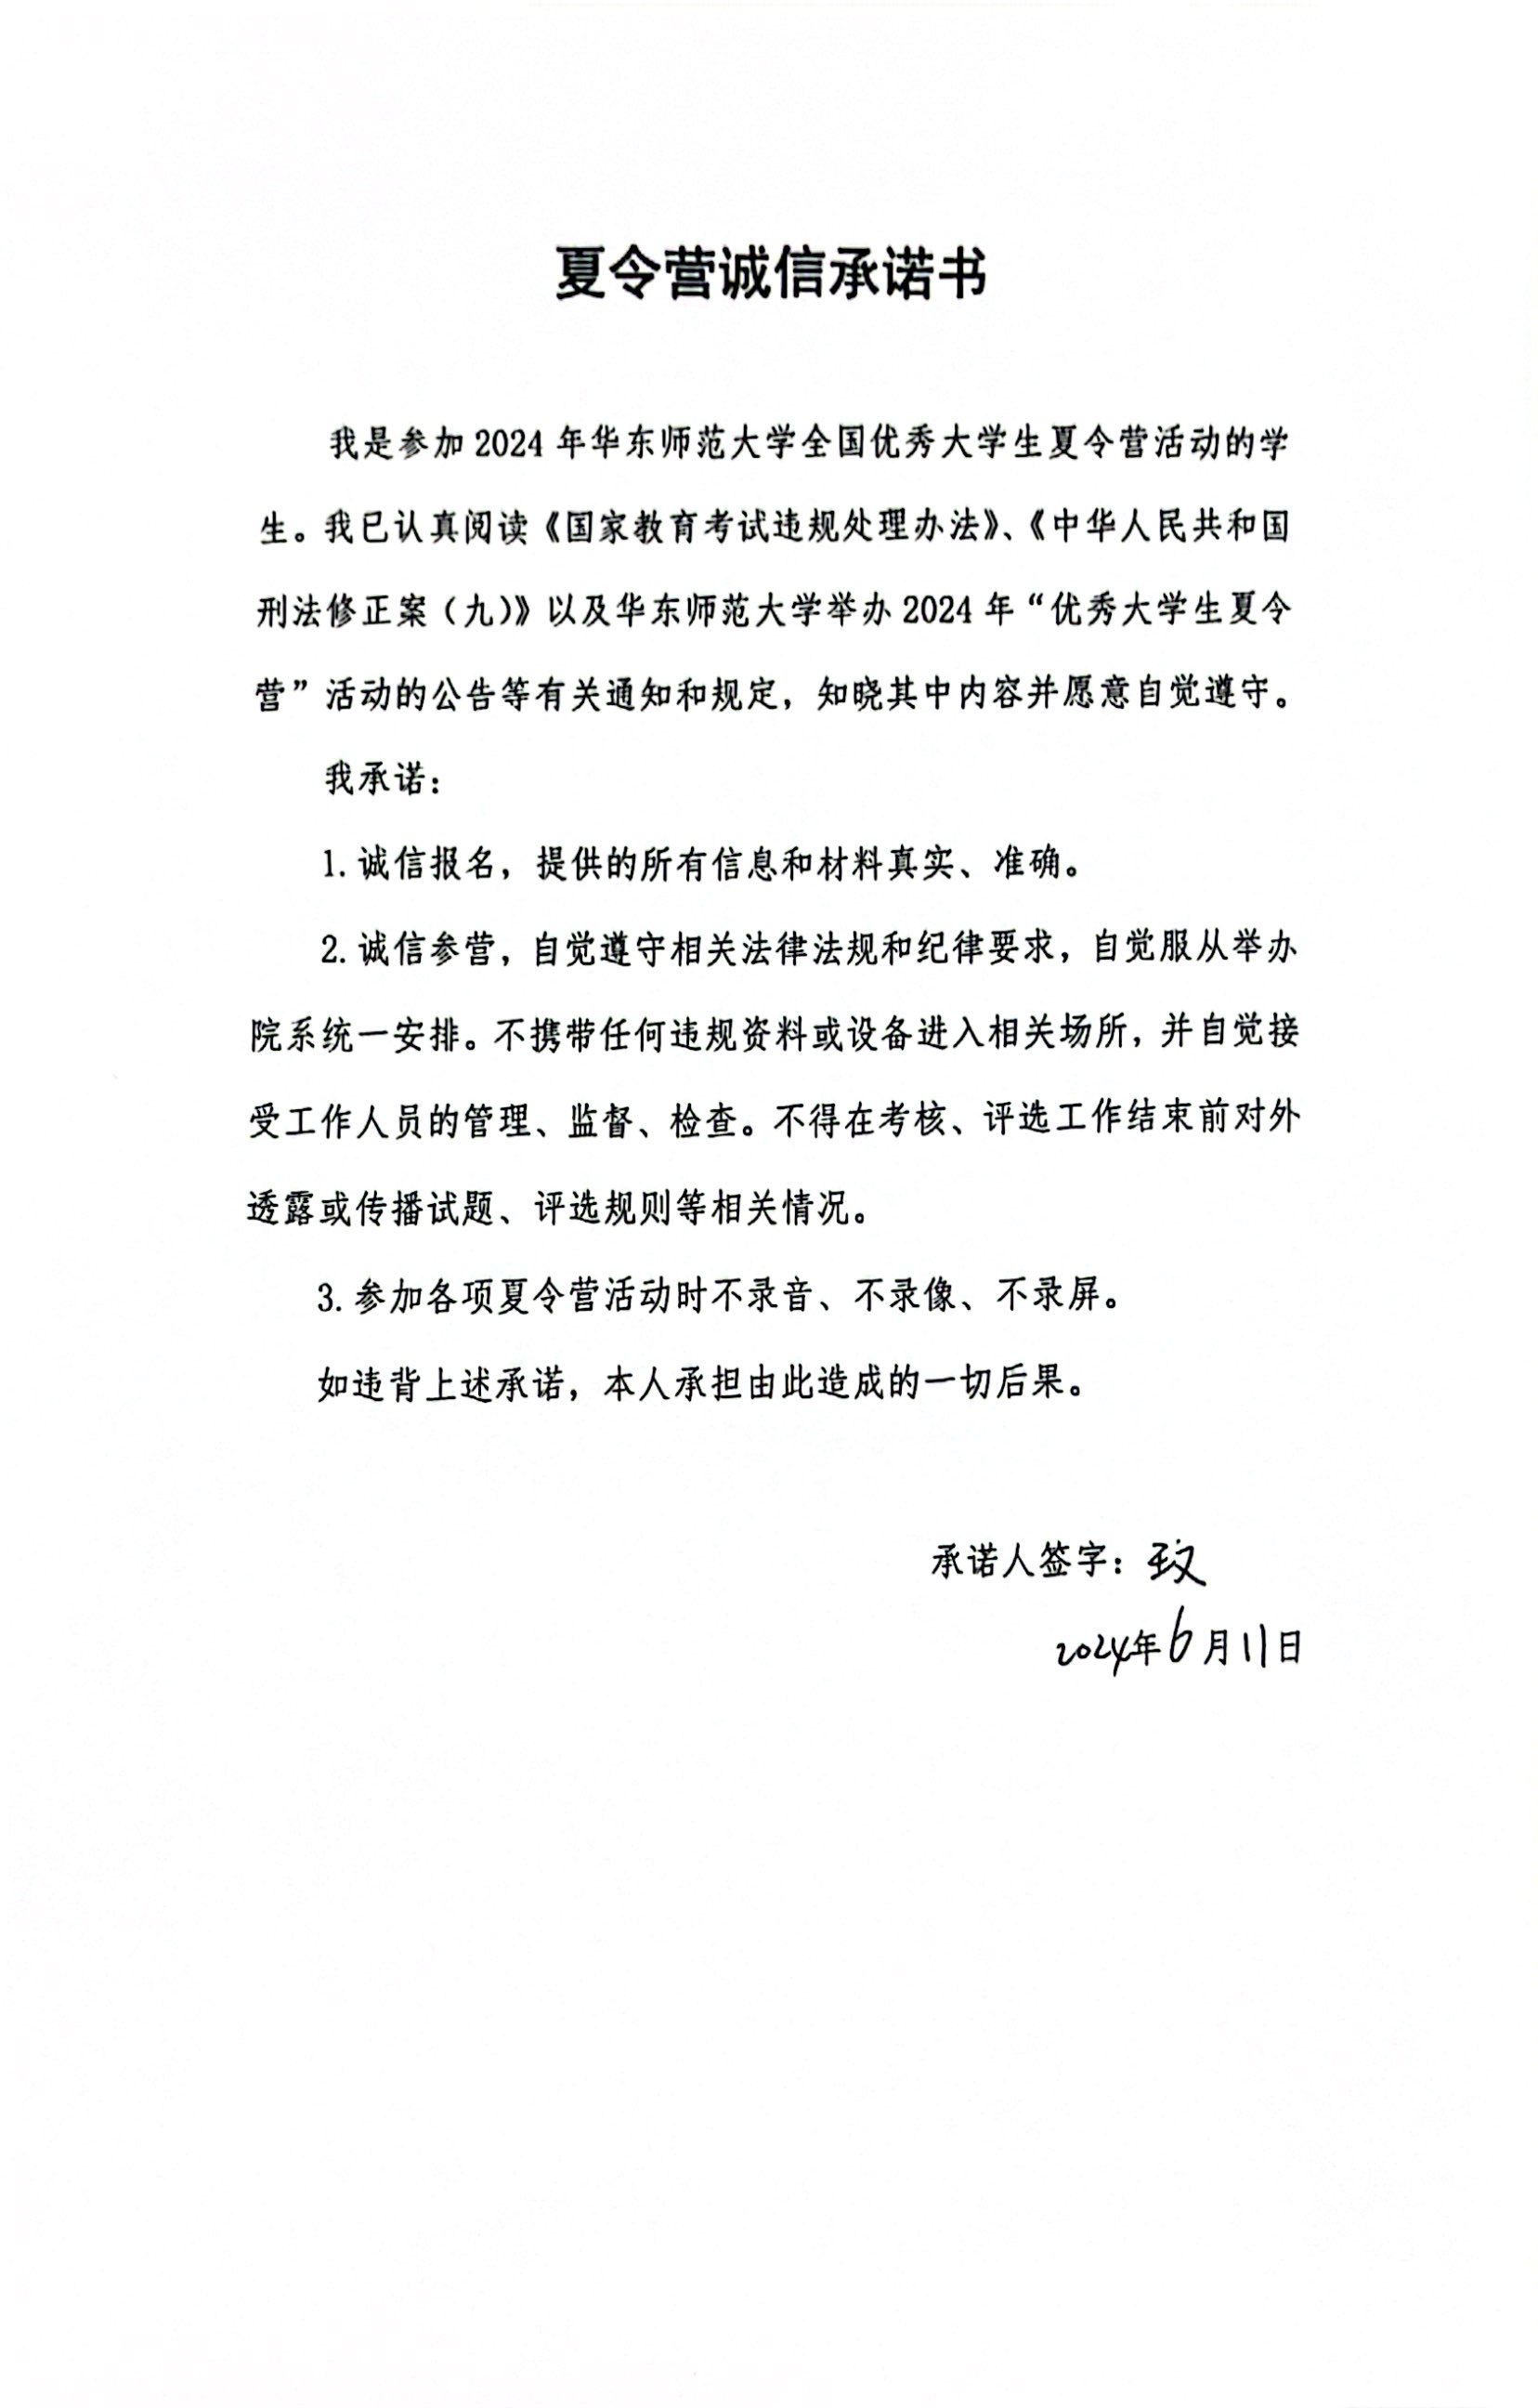 夏令营诚信承诺书
我是参加 2024 年华东师范大学全国优秀大学生夏令营活动的学
生。我已认真阅读《国家教育考试违规处理办法》、《中华人民共和国
刑法修正案（九）》以及华东师范大学举办 2024 年“优秀大学生夏令
营”活动的公告等有关通知和规定，知晓其中内容并愿意自觉遵守。
我承诺：
1. 诚信报名，提供的所有信息和材料真实、准确。
2. 诚信参营，自觉遵守相关法律法规和纪律要求，自觉服从举办
院系统一安排。不携带任何违规资料或设备进入相关场所，并自觉接
受工作人员的管理、监督、检查。不得在考核、评选工作结束前对外
透露或传播试题、评选规则等相关情况。
3. 参加各项夏令营活动时不录音、不录像、不录屏。
如违背上述承诺，本人承担由此造成的一切后果。
承诺人签字：玟
2024年6月11日